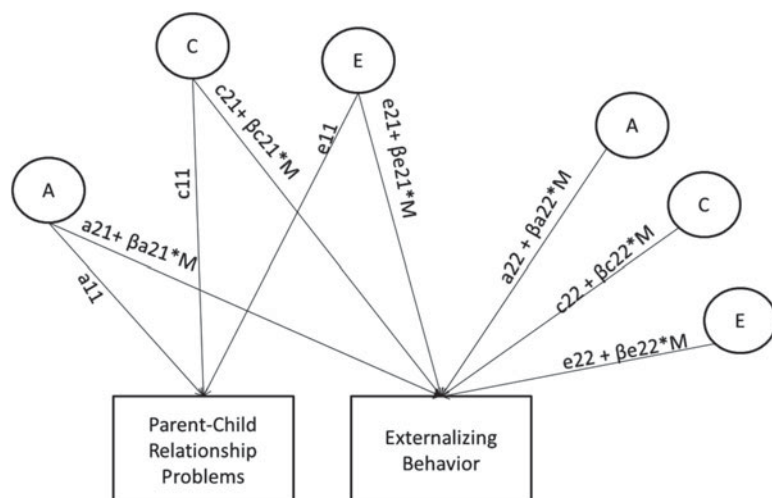 C
E
A
A
C
E
c11
c21+ βc21*M
e11
e21+ βe21*M
a21+ βa21*M
a11
a22 + βa22*M
c22 + βc22*M
e22 + βe22*M
Parent-Child
Relationship
Problems
Externalizing
Behavior